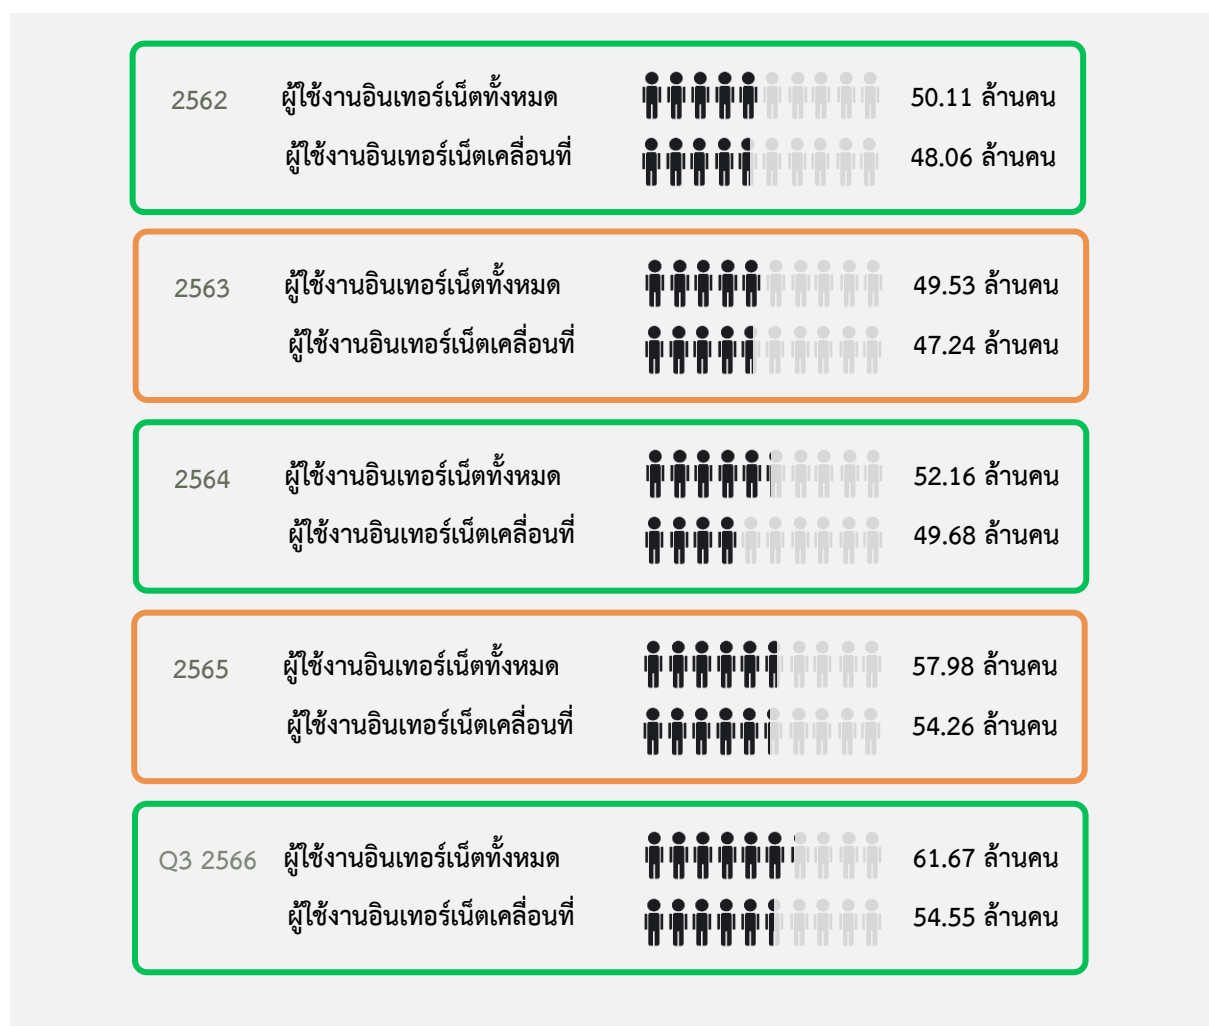 2562 ผู้ใช้งานอินเทอร์เน็ตทั้งหมด 50.11 ล้านคน
ผู้ใช้งานอินเทอร์เน็ตเคลื่อนที่ 48.06 ล้านคน
2563 ผู้ใช้งานอินเทอร์เน็ตทั้งหมด 49.53 ล้านคน
ผู้ใช้งานอินเทอร์เน็ตเคลื่อนที่ 47.24 ล้านคน
2564 ผู้ใช้งานอินเทอร์เน็ตทั้งหมด 52.16 ล้านคน
ผู้ใช้งานอินเทอร์เน็ตเคลื่อนที่ 49.68 ล้านคน
2565 ผู้ใช้งานอินเทอร์เน็ตทั้งหมด 57.98 ล้านคน
ผู้ใช้งานอินเทอร์เน็ตเคลื่อนที่ 54.26 ล้านคน
Q3 2566 ผู้ใช้งานอินเทอร์เน็ตทั้งหมด 61.67 ล้านคน
ผู้ใช้งานอินเทอร์เน็ตเคลื่อนที่ 54.55 ล้านคน